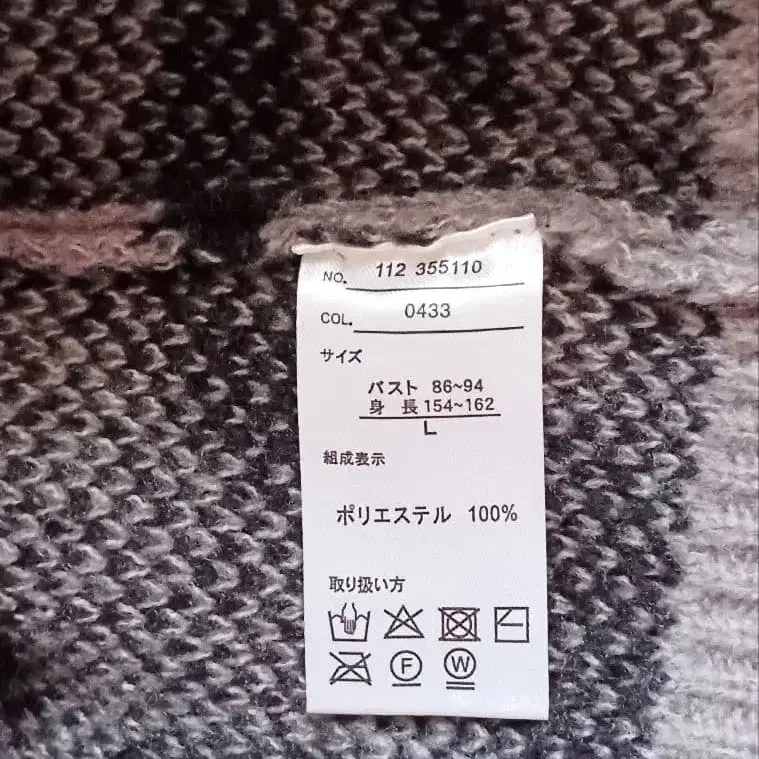 NO. 112 355110
COL. 0433
サイズ
バスト 86~94
身 長 154~162
L
組成表示
ポリエステル 100%
取り扱い方
F W